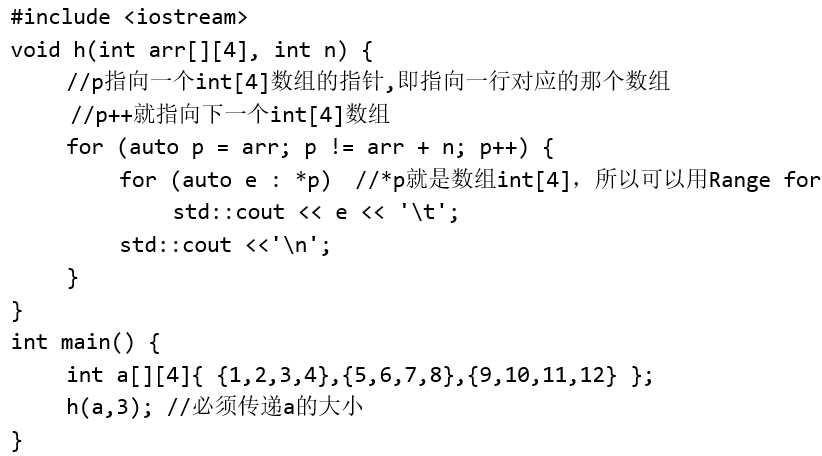 #include <iostream>
void h(int arr[][4], int n) {
//p指向一个int[4]数组的指针,即指向一行对应的那个数组
//p++就指向下一个int[4]数组
for (auto p = arr; p != arr + n; p++) {
for (auto e : *p)  //*p就是数组int[4]，所以可以用Range for
std::cout << e << '\t';
std::cout <<'\n';
}
}
int main() {
int a[][4]{ {1,2,3,4},{5,6,7,8},{9,10,11,12} };
h(a,3); //必须传递a的大小
}